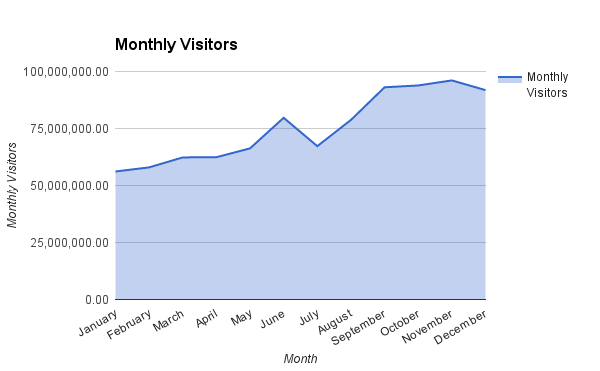 Monthly Visitors
100,000,000.00
75,000,000.00
50,000,000.00
25,000,000.00
0.00
Monthly Visitors
January
February
March
April
May
June
July
August
September
October
November
December
Month
Monthly
Visitors